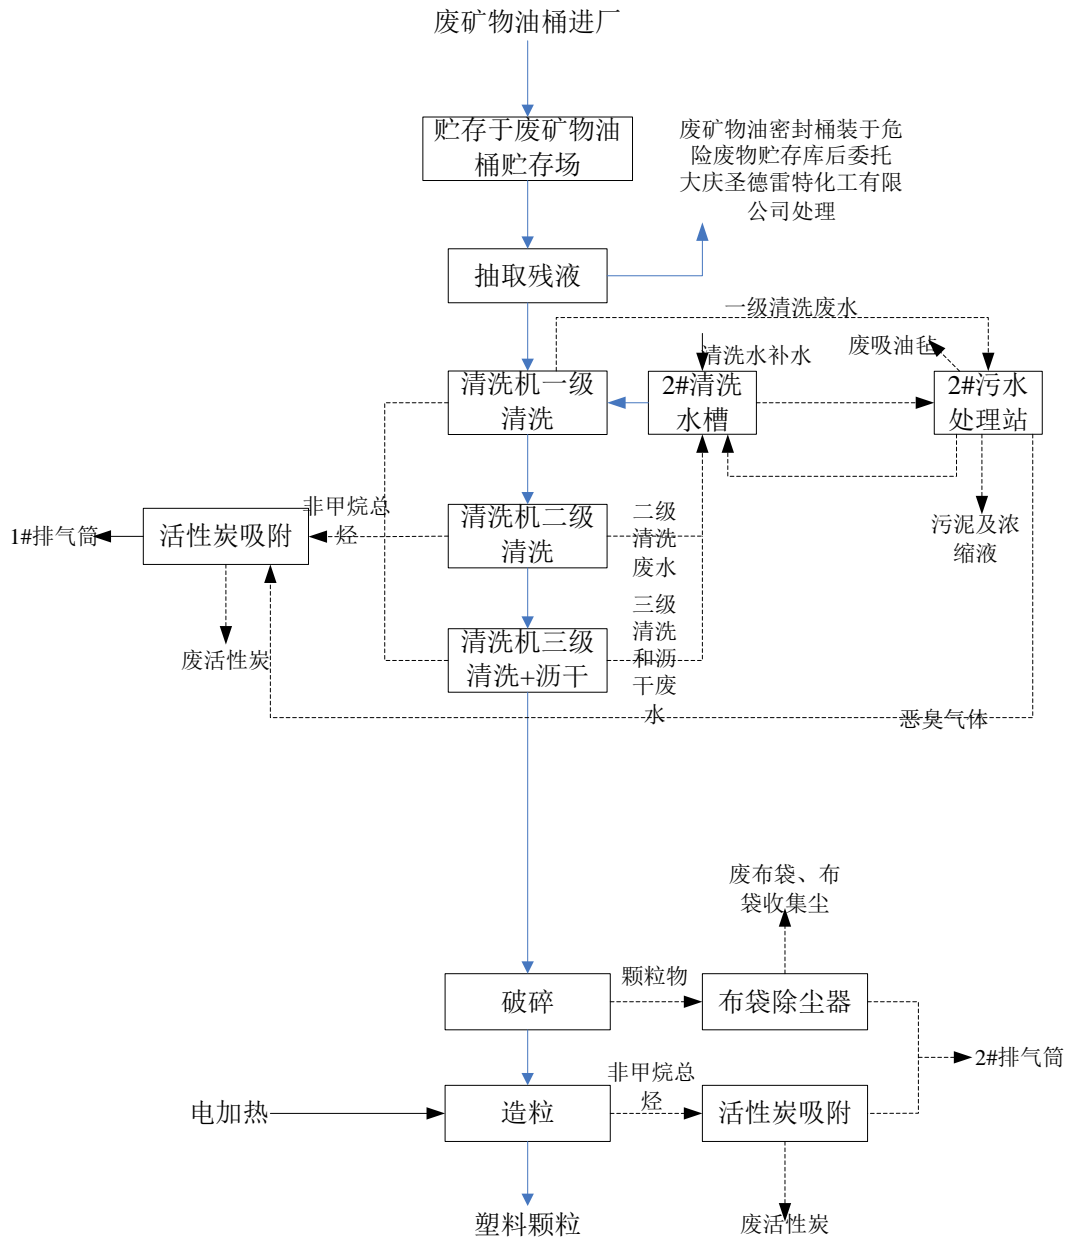 废矿物油桶进厂
贮存于废矿物油
桶贮存场
废矿物油密封桶装于危
险废物贮存库后委托
大庆圣德雷特化工有限
公司处理
抽取残液
一级清洗废水
清洗水补水
废吸油毡
清洗机一级
清洗
2#清洗
水槽
2#污水
处理站
1#排气筒
活性炭吸附
非甲烷总
烃
清洗机二级
清洗
二级
清洗
废水
污泥及浓
缩液
废活性炭
清洗机三级
清洗+沥干
三级
清洗
和沥
干废
水
恶臭气体
废布袋、布
袋收集尘
破碎
颗粒物
布袋除尘器
2#排气筒
电加热
造粒
非甲烷总
烃
活性炭吸附
塑料颗粒
废活性炭